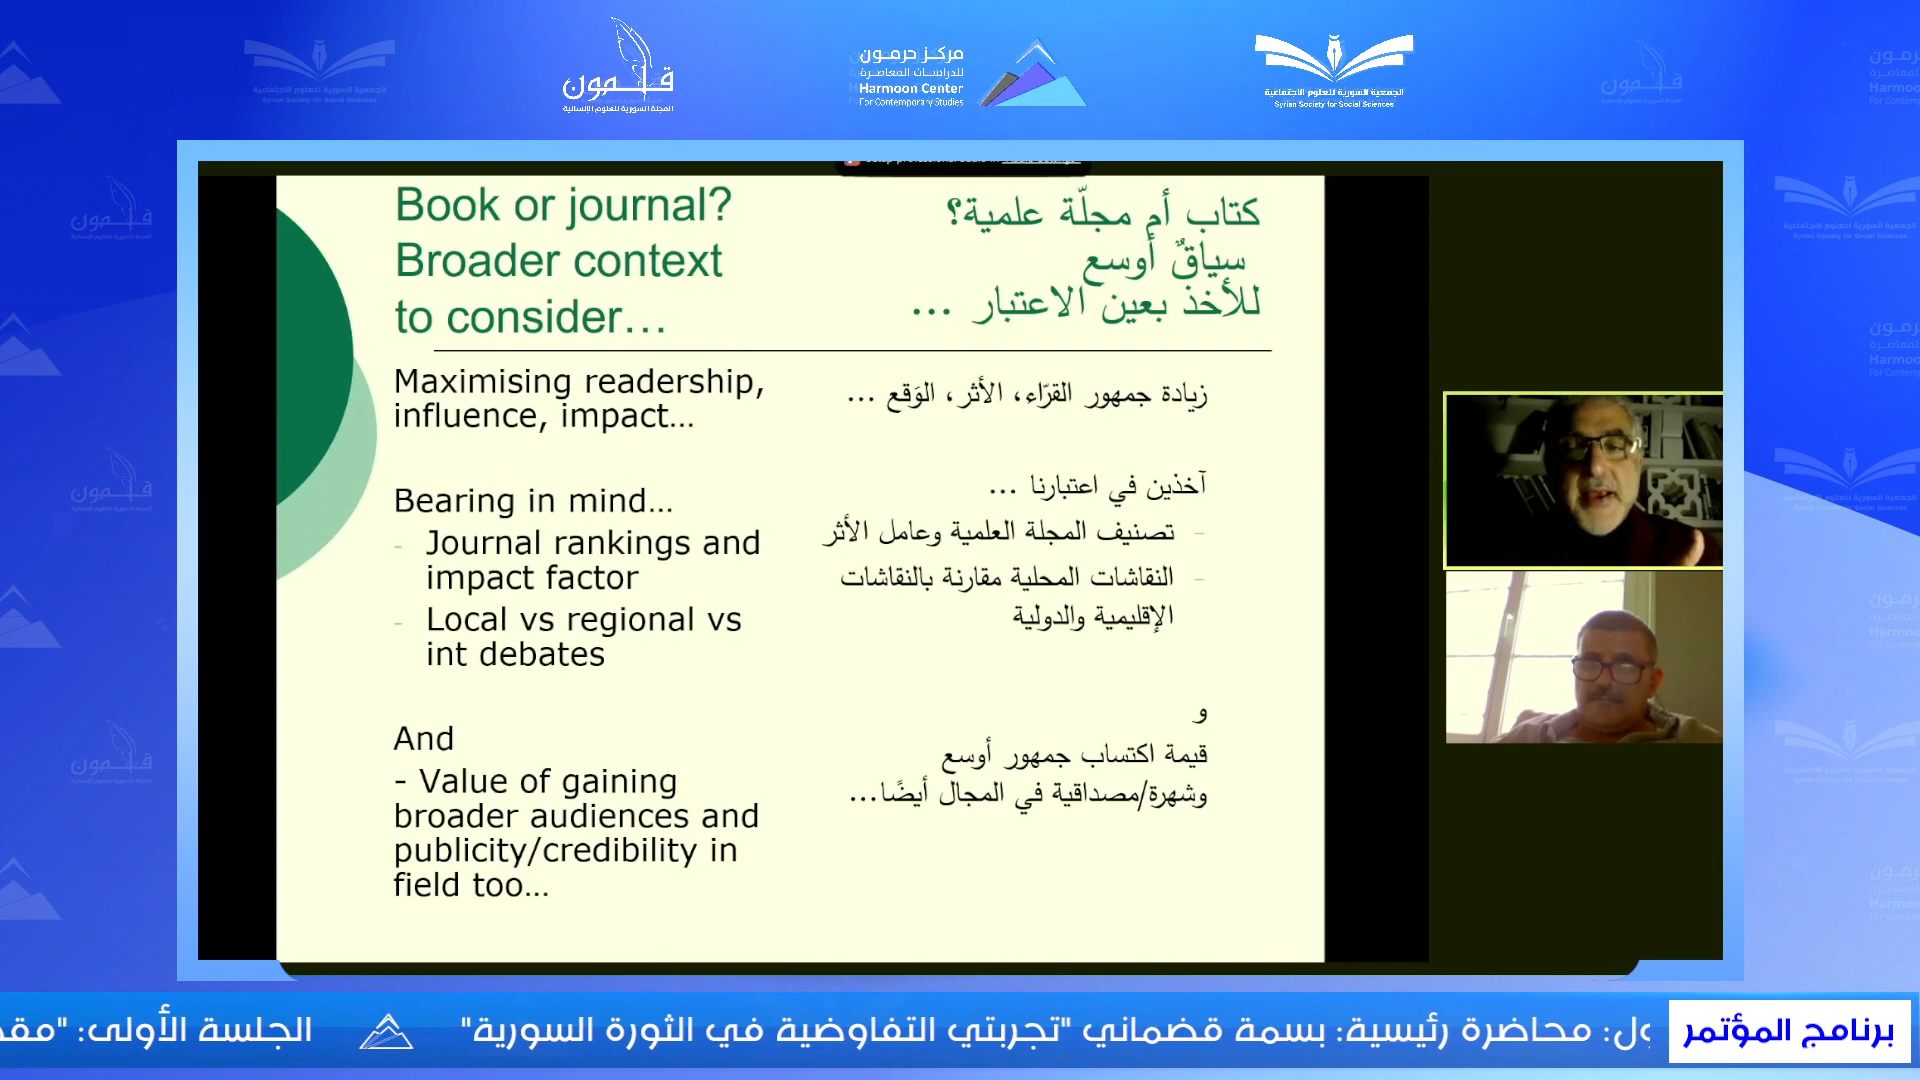 قلمون
المجلة السورية للعلوم الإنسانية
مركز حرمون
للدراسات المعاصرة
Harmoon Center
For Contemporary Studies
الجمعية السورية للعلوم الاجتماعية
Syrian Society for Social Sciences
Book or journal?
Broader context
to consider…
كتاب أم مجلّة علمية؟
سياقٌ أوسع
للأخذ بعين الاعتبار ...
Maximising readership,
influence, impact…
زيادة جمهور القرّاء، الأثر، الوَقع ...
Bearing in mind…
- Journal rankings and
impact factor
- Local vs regional vs
int debates
آخذين في اعتبارنا ...
- تصنيف المجلة العلمية وعامل الأثر
- النقاشات المحلية مقارنة بالنقاشات
الإقليمية والدولية
And
- Value of gaining
broader audiences and
publicity/credibility in
field too…
و
قيمة اكتساب جمهور أوسع
وشهرة/مصداقية في المجال أيضًا...
برنامج المؤتمر
محاضرة رئيسية: بسمة قضماني "تجربتي التفاوضية في الثورة السورية"
الجلسة الأولى: